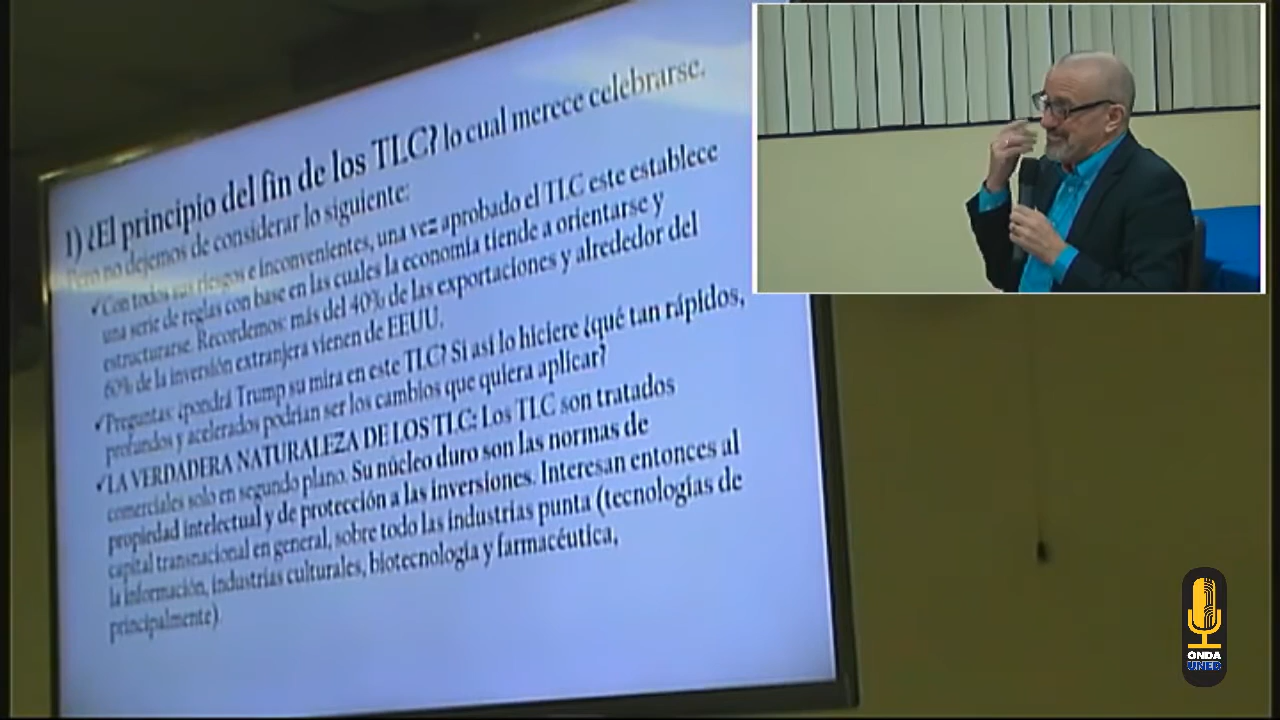 1) ¿El principio del fin de los TLC? lo cual merece celebrarse.
Pero no dejemos de considerar lo siguiente:
✓Con todos sus riesgos e inconvenientes, una vez aprobado el TLC este establece
una serie de reglas con base en las cuales la economía tiende a orientarse y
estructurarse. Recordemos: más del 40% de las exportaciones y alrededor del
60% de la inversión extranjera vienen de EEUU.
✓Preguntas: ¿pondrá Trump su mira en este TLC? Si así lo hiciere ¿qué tan rápidos,
profundos y acelerados podrían ser los cambios que quiera aplicar?
✓LA VERDADERA NATURALEZA DE LOS TLC: Los TLC son tratados
comerciales solo en segundo plano. Su núcleo duro son las normas de
propiedad intelectual y de protección a las inversiones. Interesan entonces al
capital transnacional en general, sobre todo las industrias punta (tecnologías de
la información, industrias culturales, biotecnología y farmacéutica,
principalmente).
ONDA
UNED